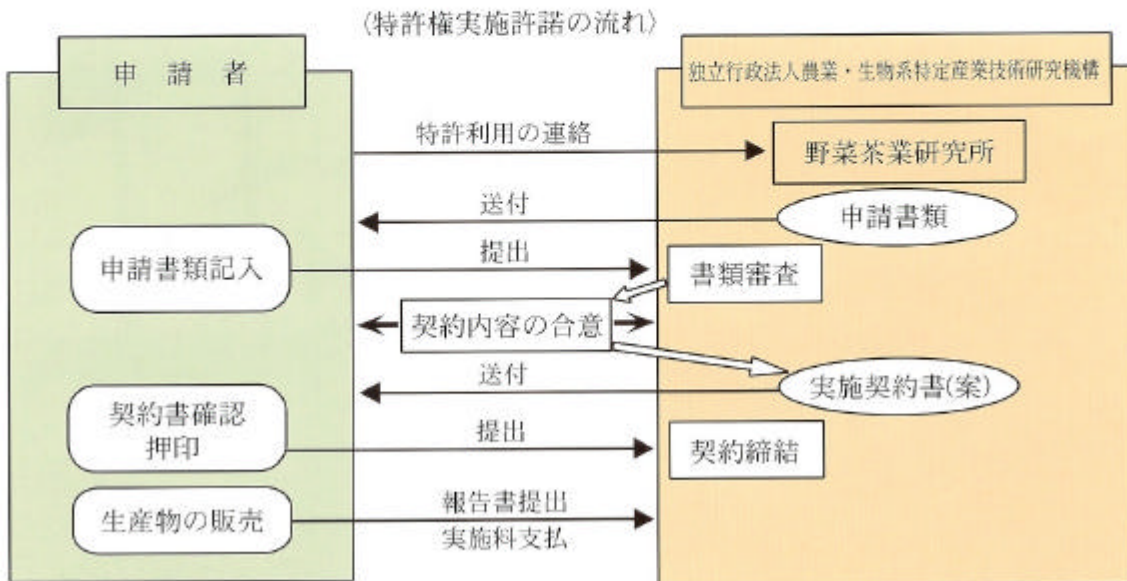 (特許権実施許諾の流れ)
申請者
独立行政法人農業・生物系特定産業技術研究機構
特許利用の連絡
野菜茶業研究所
送付
申請書類
申請書類記入
提出
書類審査
契約内容の合意
送付
実施契約書(案)
契約書確認
押印
提出
契約締結
生産物の販売
報告書提出
実施料支払